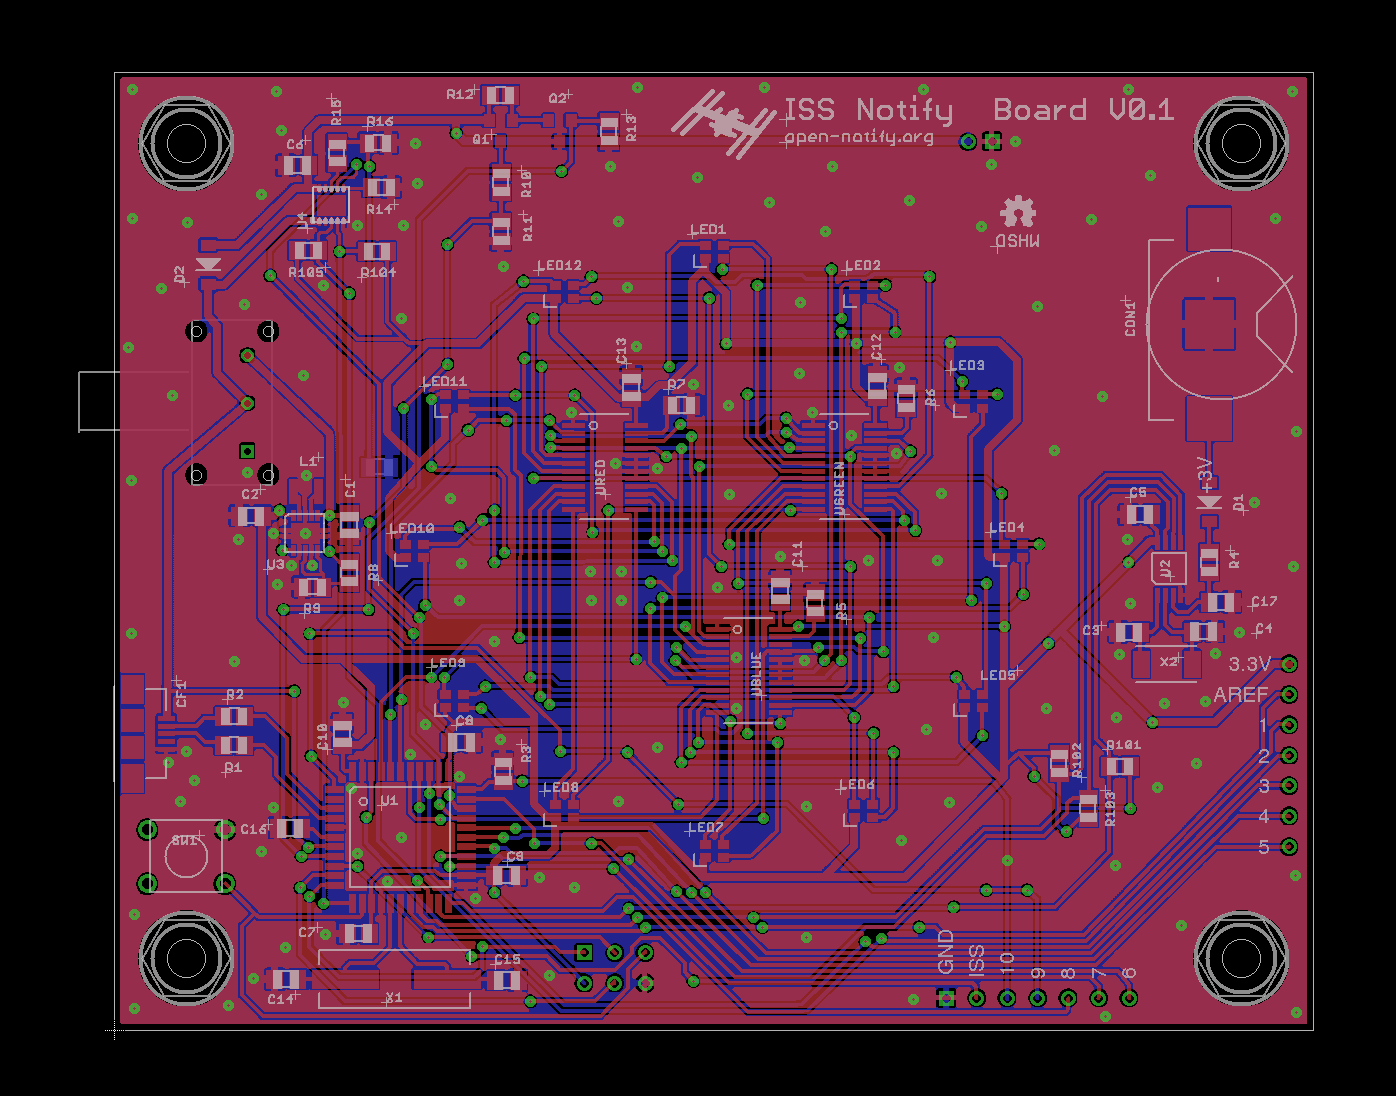 ISS Notify Board V0.1
open-notify.org
R12
Q2
R15
R16
Q1
R13
C6
R10
R14
U4
R11
OSHW
LED1
D2
R105
R104
LED12
LED2
CON1
C13
C12
LED11
R7
LED3
R6
L1
URED
UGREEN
+3V
C2
C1
C5
D1
LED10
LED4
U3
R8
C11
U2
R4
R9
R5
C17
C3
C4
LED9
UBLUE
X2
3.3V
CF1
R2
LED5
AREF
C10
C8
1
R1
R3
R102
R101
2
U1
LED8
LED6
3
R103
C16
4
SW1
LED7
5
C9
C7
GND
ISS
10
9
8
7
6
C14
X1
C15